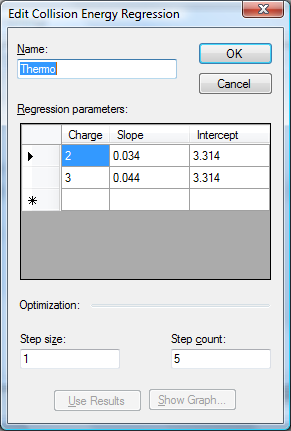 Edit Collision Energy Regression
Name:
Thermo
OK
Cancel
Regression parameters:
Charge Slope Intercept
2 0.034 3.314
3 0.044 3.314
Optimization:
Step size: Step count:
1 5
Use Results Show Graph...